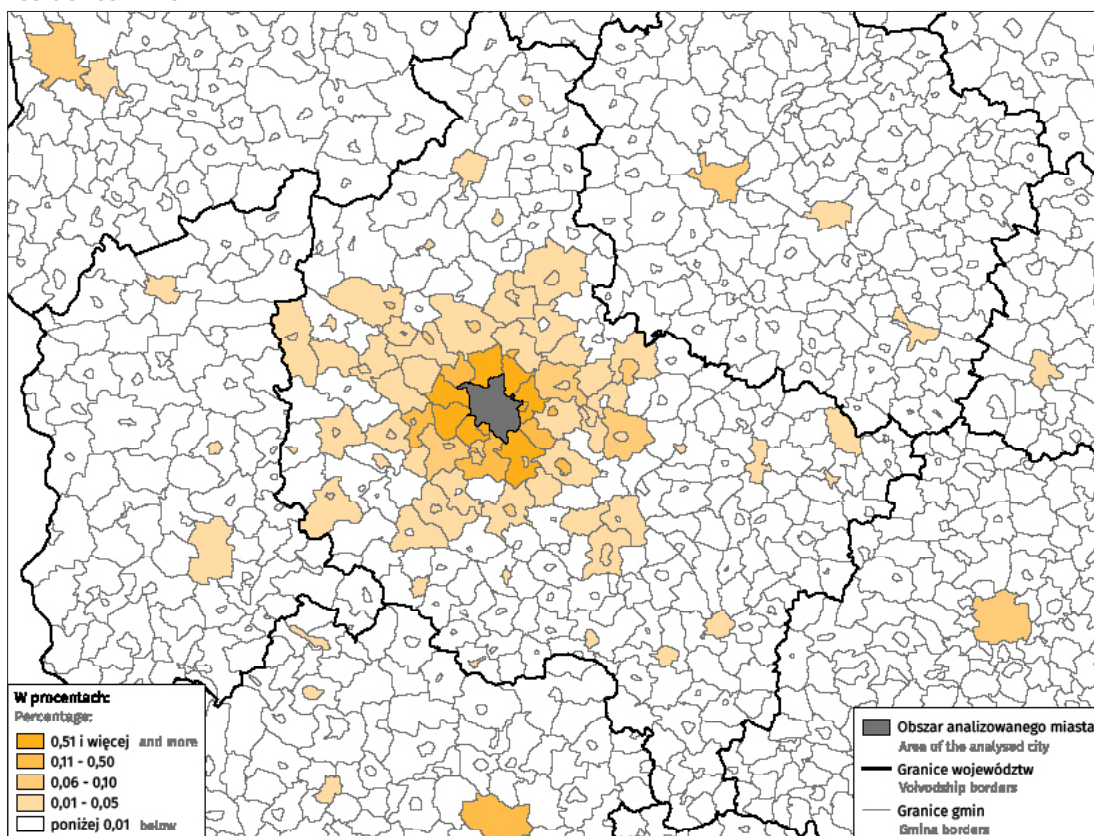 W procentach:
Percentage:
0,51 i więcej and more
0,11 - 0,50
0,06 - 0,10
0,01 - 0,05
poniżej 0,01 below
Obszar analizowanego miasta
Area of the analysed city
Granice województw
Voivodship borders
Granice gmin
Gmina borders